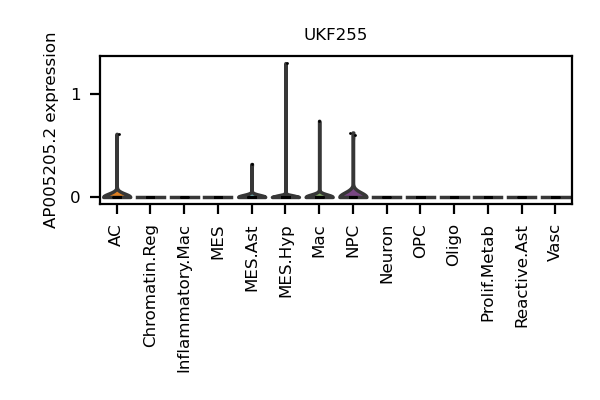 UKF255
AP005205.2 expression
1
0
AC
Chromatin.Reg
Inflammatory.Mac
MES
MES.Ast
MES.Hyp
Mac
NPC
Neuron
OPC
Oligo
Prolif.Metab
Reactive.Ast
Vasc